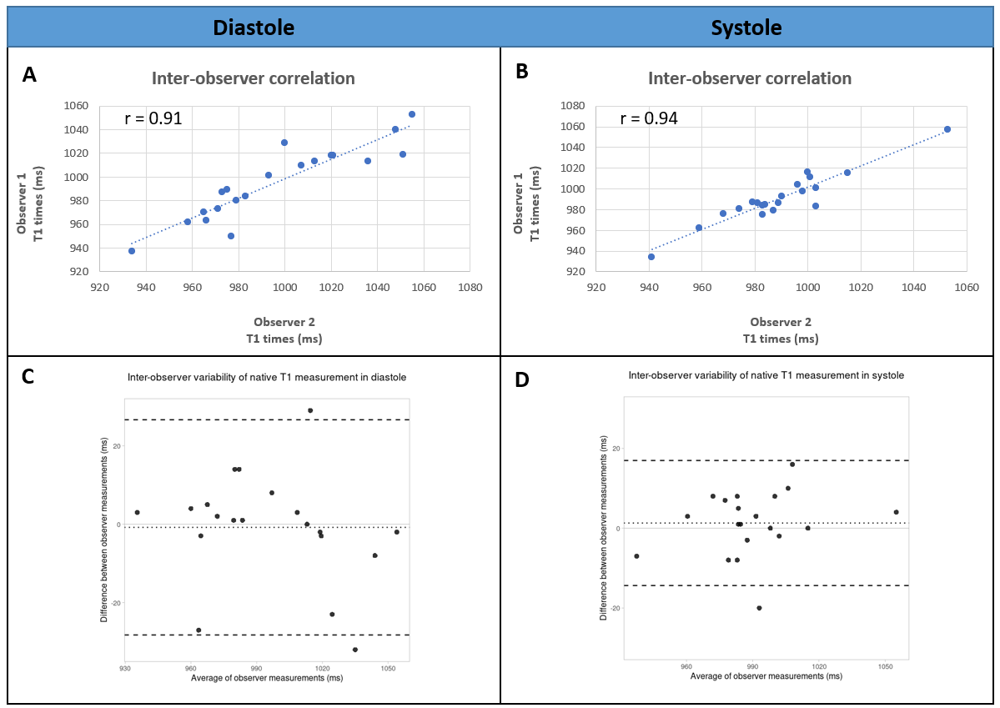 Diastole
Systole
A
Inter-observer correlation
r = 0.91
1060
1040
1020
1000
980
960
940
920
920 940 960 980 1000 1020 1040 1060 1080
Observer 1
T1 times (ms)
Observer 2
T1 times (ms)
B
Inter-observer correlation
r = 0.94
1080
1060
1040
1020
1000
980
960
940
920
920 940 960 980 1000 1020 1040 1060
Observer 1
T1 times (ms)
Observer 2
T1 times (ms)
C
Inter-observer variability of native T1 measurement in diastole
Difference between observer measurements (ms)
20
0
-20
930 960 990 1020 1050
Average of observer measurements (ms)
D
Inter-observer variability of native T1 measurement in systole
Difference between observer measurements (ms)
20
0
-20
960 990 1020 1050
Average of observer measurements (ms)